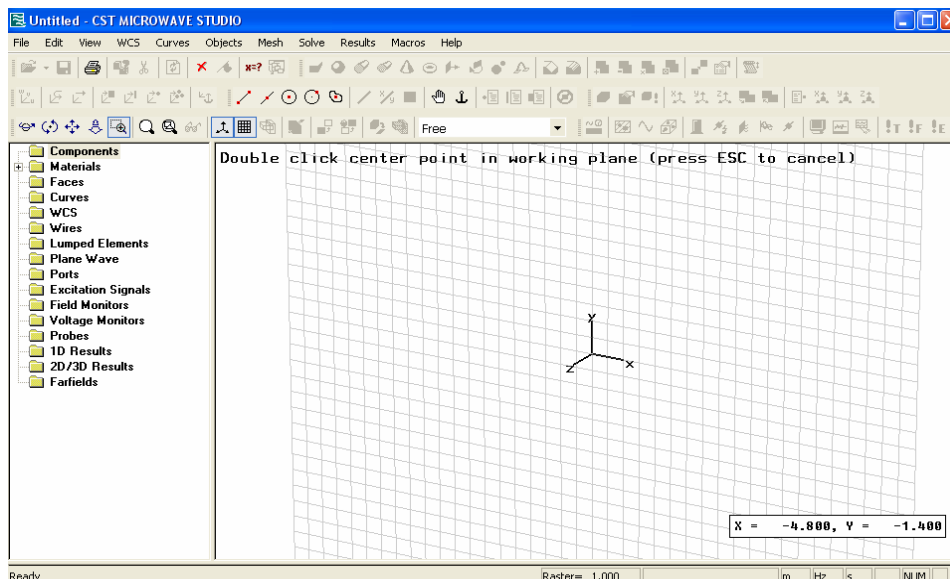 Untitled - CST MICROWAVE STUDIO
File Edit View WCS Curves Objects Mesh Solve Results Macros Help
x=?
Free
Components
Materials
Faces
Curves
WCS
Wires
Lumped Elements
Plane Wave
Ports
Excitation Signals
Field Monitors
Voltage Monitors
Probes
1D Results
2D/3D Results
Farfields
Double click center point in working plane (press ESC to cancel)
Y
Z
X
X = -4.800, Y = -1.400
Ready Raster= 1.000 m Hz s NUM